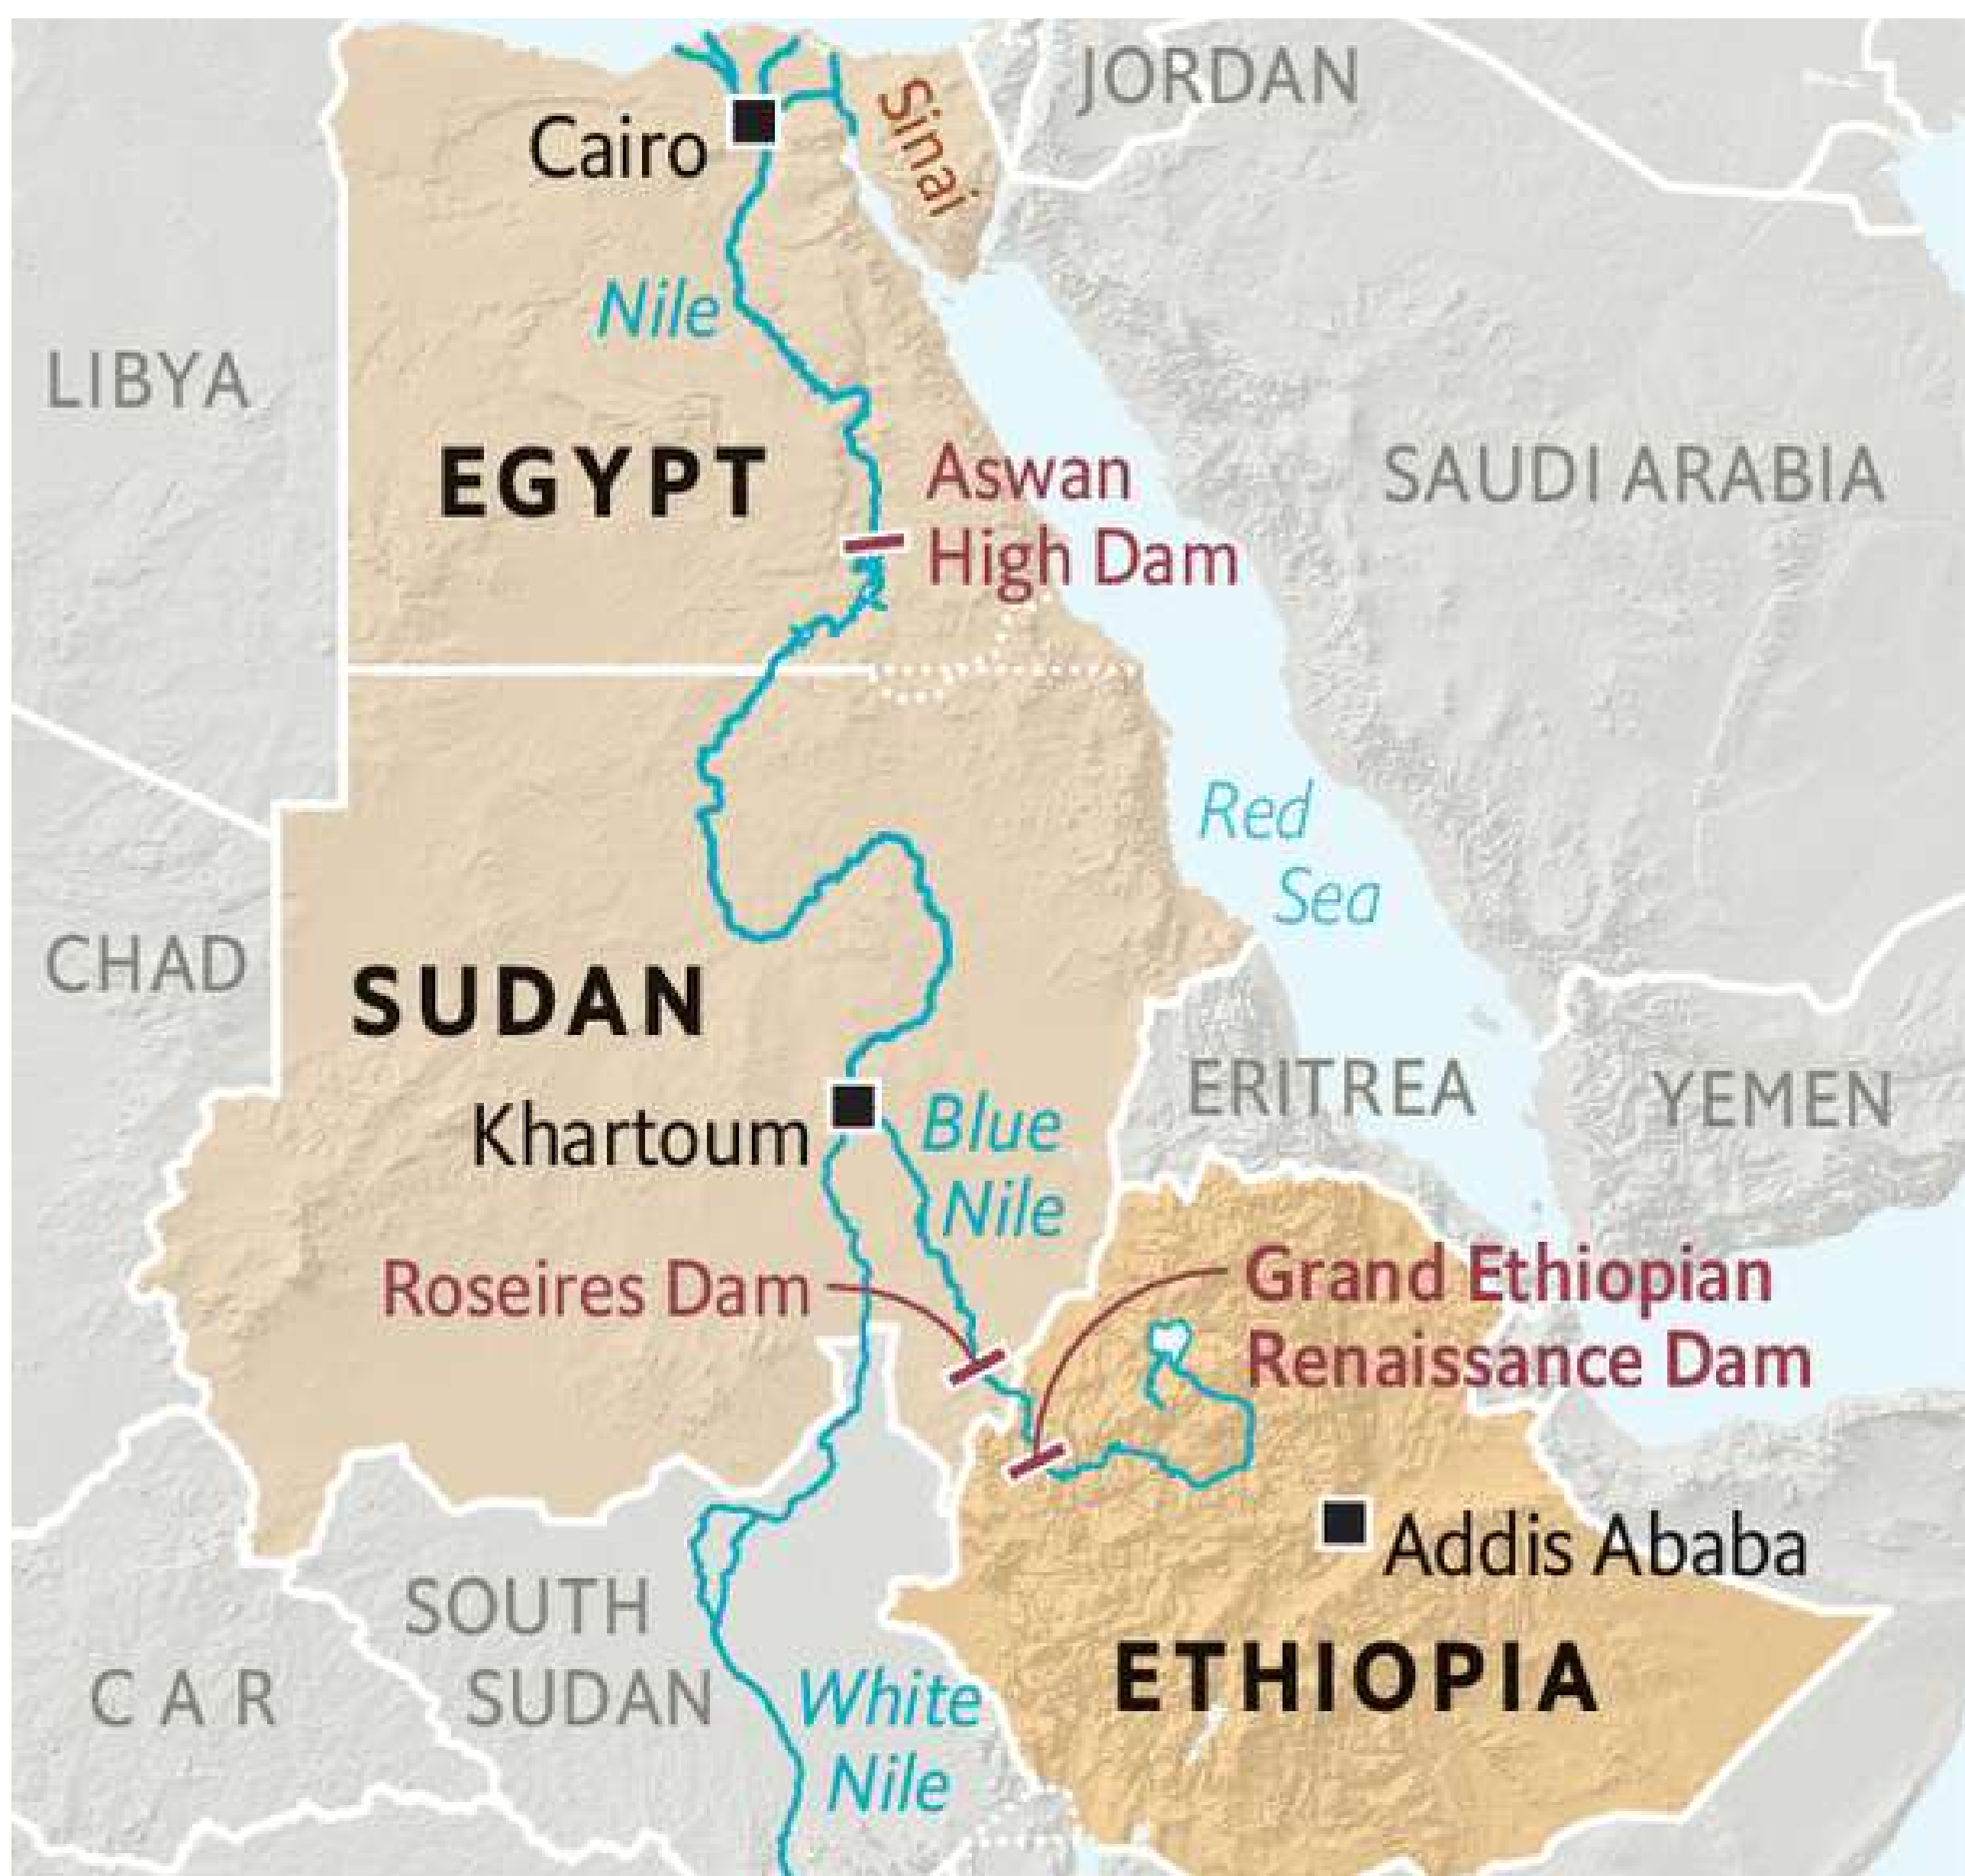 JORDAN
Sinai
Cairo
Nile
LIBYA
EGYPT
Aswan
High Dam
SAUDI ARABIA
Red
Sea
CHAD
SUDAN
ERITREA
YEMEN
Khartoum
Blue
Nile
Roseires Dam
Grand Ethiopian
Renaissance Dam
Addis Ababa
SOUTH
SUDAN
CAR
ETHIOPIA
White
Nile